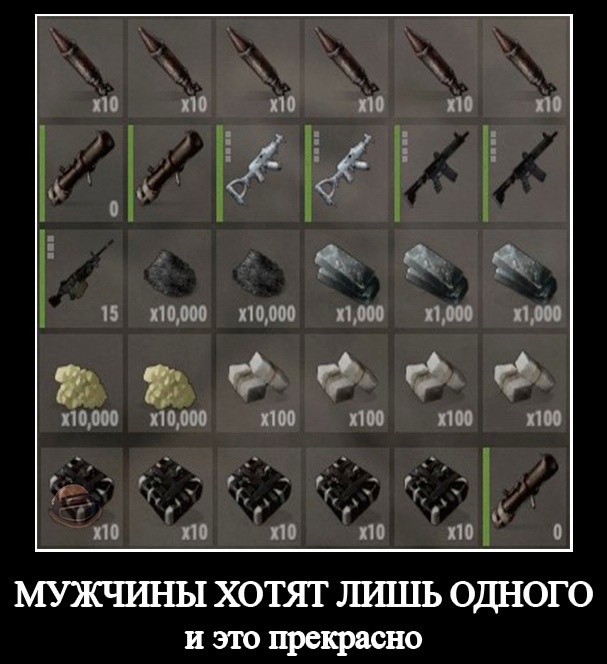 x10 x10 x10 x10 x10 x10
0
15 x10,000 x10,000 x1,000 x1,000 x1,000
x10,000 x10,000 x100 x100 x100 x100
x10 x10 x10 x10 x10 0
МУЖЧИНЫ ХОТЯТ ЛИШЬ ОДНОГО
и это прекрасно